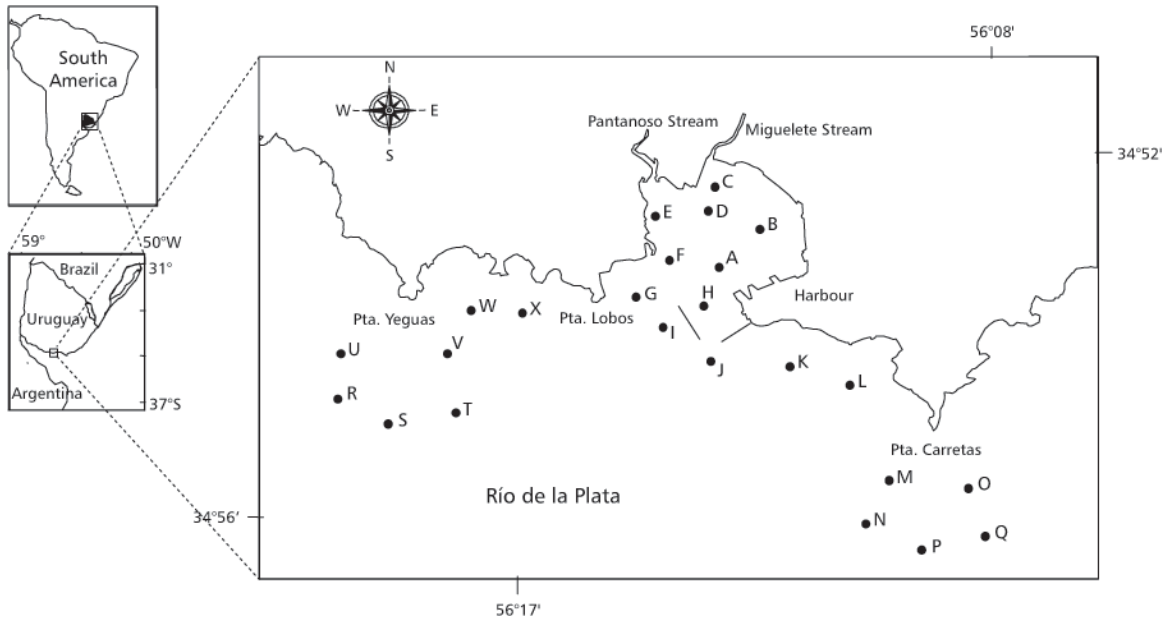 South
America
59°
50°W
31°
Brazil
Uruguay
Argentina
37°S
56°08'
N
W
E
S
Pantanoso Stream
Miguelete Stream
34°52'
C
D
E
B
F
A
G
H
Harbour
W
X
Pta. Yeguas
Pta. Lobos
I
U
V
J
K
L
R
S
T
Pta. Carretas
M
O
Río de la Plata
34°56'
N
Q
P
56°17'